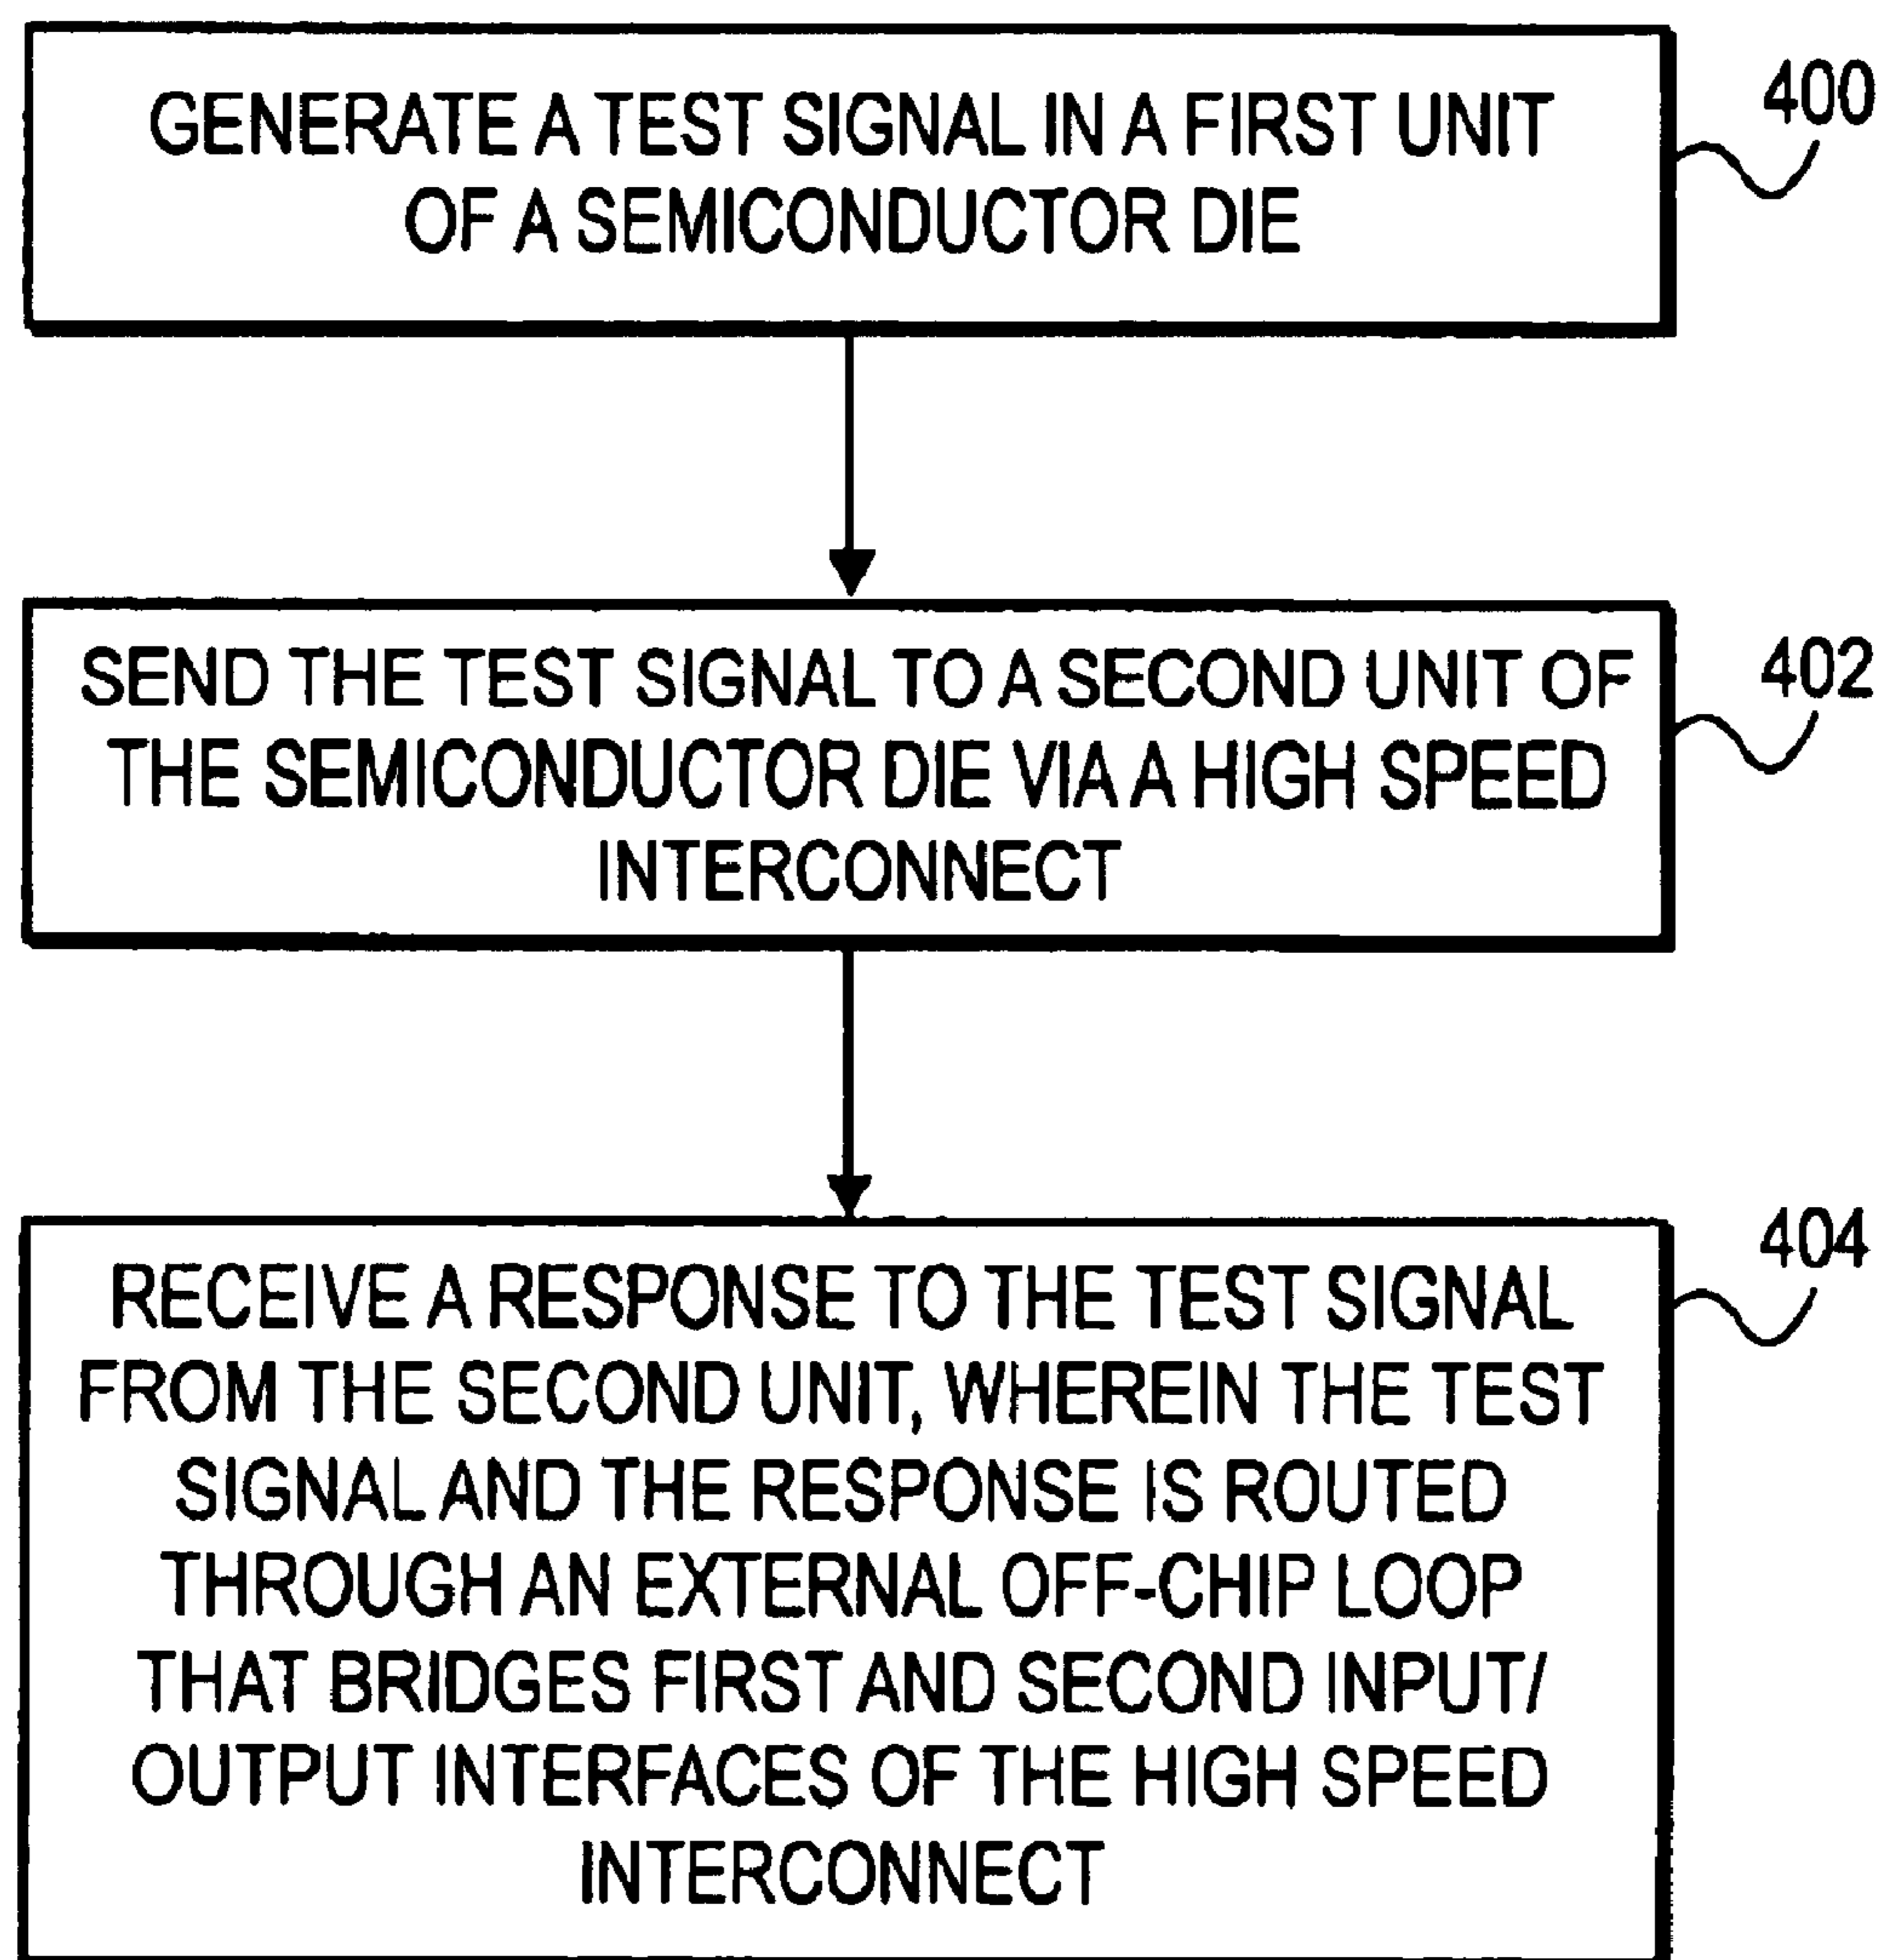 GENERATE A TEST SIGNAL IN A FIRST UNIT
OF A SEMICONDUCTOR DIE
400
SEND THE TEST SIGNAL TO A SECOND UNIT OF
THE SEMICONDUCTOR DIE VIA A HIGH SPEED
INTERCONNECT
402
RECEIVE A RESPONSE TO THE TEST SIGNAL
FROM THE SECOND UNIT, WHEREIN THE TEST
SIGNAL AND THE RESPONSE IS ROUTED
THROUGH AN EXTERNAL OFF-CHIP LOOP
THAT BRIDGES FIRST AND SECOND INPUT/
OUTPUT INTERFACES OF THE HIGH SPEED
INTERCONNECT
404